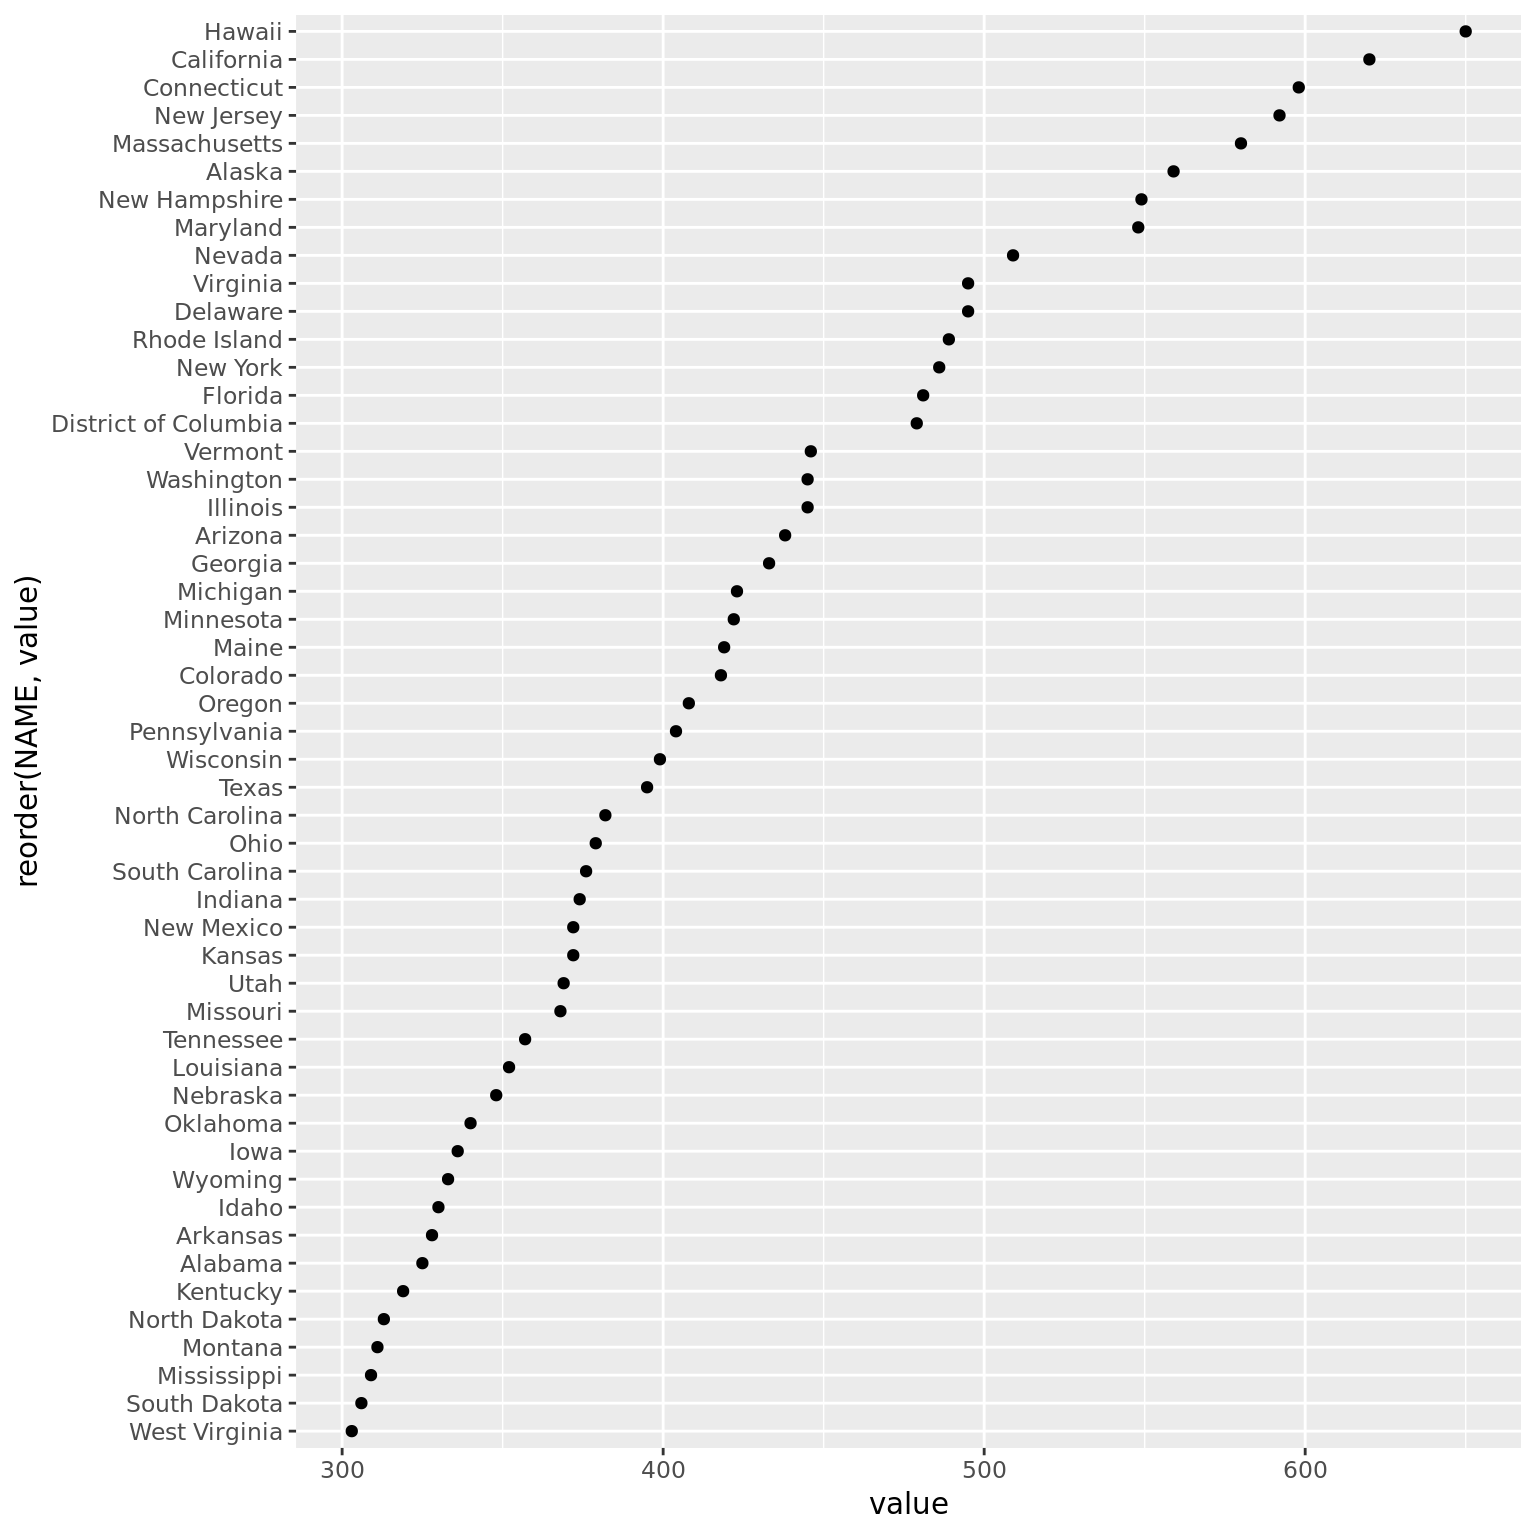 Hawaii
California
Connecticut
New Jersey
Massachusetts
Alaska
New Hampshire
Maryland
Nevada
Virginia
Delaware
Rhode Island
New York
Florida
District of Columbia
Vermont
Washington
Illinois
Arizona
Georgia
Michigan
Minnesota
Maine
Colorado
Oregon
Pennsylvania
Wisconsin
Texas
North Carolina
Ohio
South Carolina
Indiana
New Mexico
Kansas
Utah
Missouri
Tennessee
Louisiana
Nebraska
Oklahoma
Iowa
Wyoming
Idaho
Arkansas
Alabama
Kentucky
North Dakota
Montana
Mississippi
South Dakota
West Virginia
reorder(NAME, value)
300 400 500 600
value